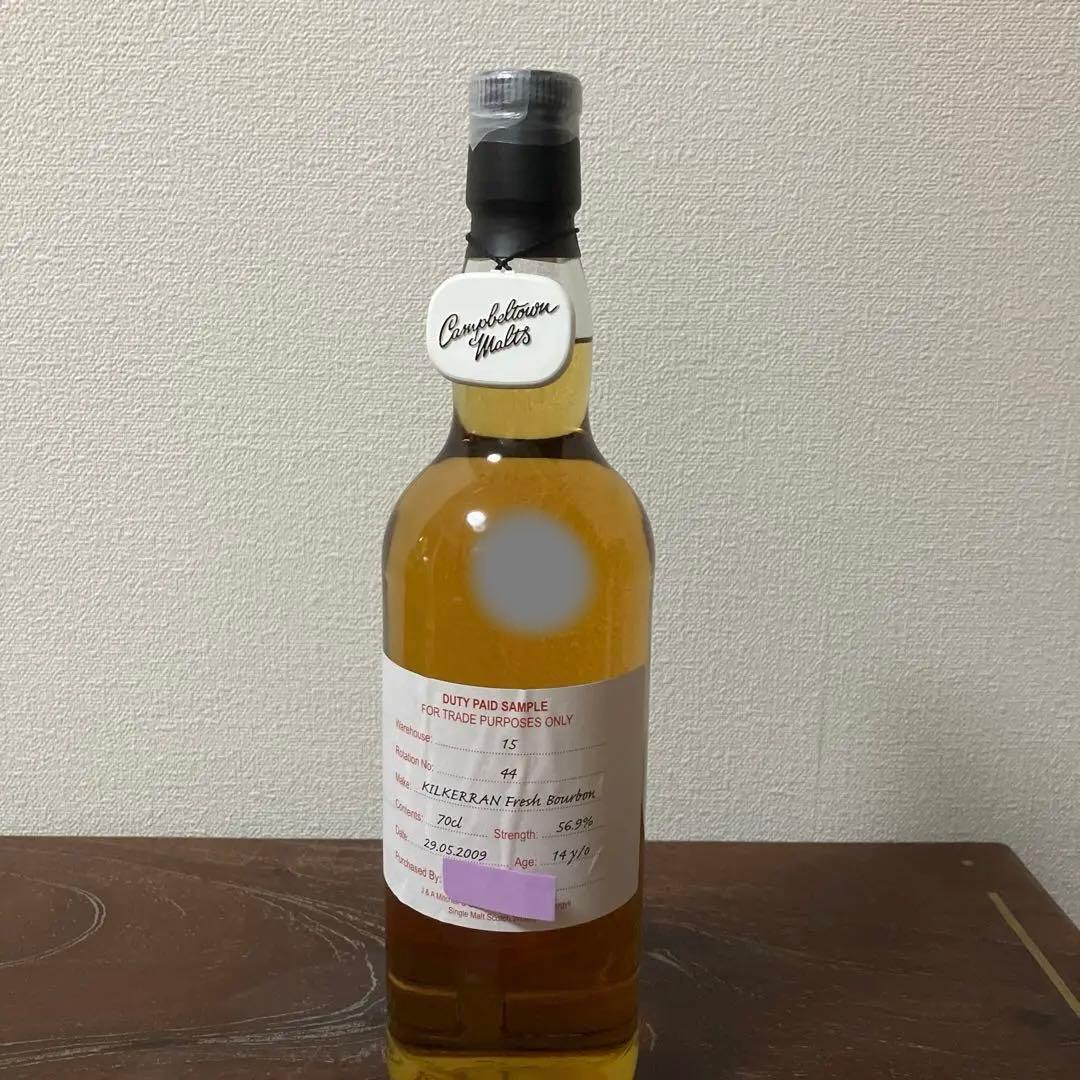 Campbeltown
Malts
DUTY PAID SAMPLE
FOR TRADE PURPOSES ONLY
Warehouse: 15
Rotation No: 44
Make: KILKERRAN Fresh Bourbon
Contents: 70cl Strength: 56.9%
Date: 29.05.2009 Age: 14 y/o
Purchased By:
J & A Mitchell &
Single Malt Scotch